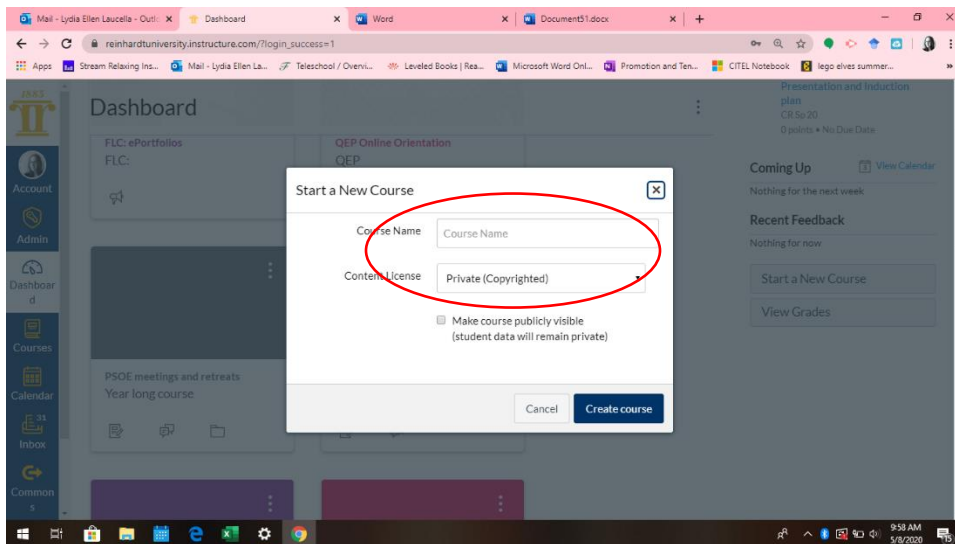 Mail - Lydia Ellen Laucella - Outl
Dashboard
Word
Document51.docx
reinhardtuniversity.instructure.com/?login_success=1
Apps
Stream Relaxing Ins...
Mail - Lydia Ellen La...
Teleschool / Overvi...
Leveled Books | Rea...
Microsoft Word Onl...
Promotion and Ten...
CITEL Notebook
lego elves summer...
»
Account
Admin
Dashboar
d
Courses
Calendar
31
Inbox
Common
s
Dashboard
FLC: ePortfolios
FLC:
QEP Online Orientation
QEP
PSOE meetings and retreats
Year long course
Start a New Course
Course Name
Course Name
Content License
Private (Copyrighted)
Make course publicly visible
(student data will remain private)
Cancel
Create course
Presentation and Induction
plan
CR Sp 20
0 points • No Due Date
Coming Up
View Calendar
Nothing for the next week
Recent Feedback
Nothing for now
Start a New Course
View Grades
9:58 AM
5/8/2020
15